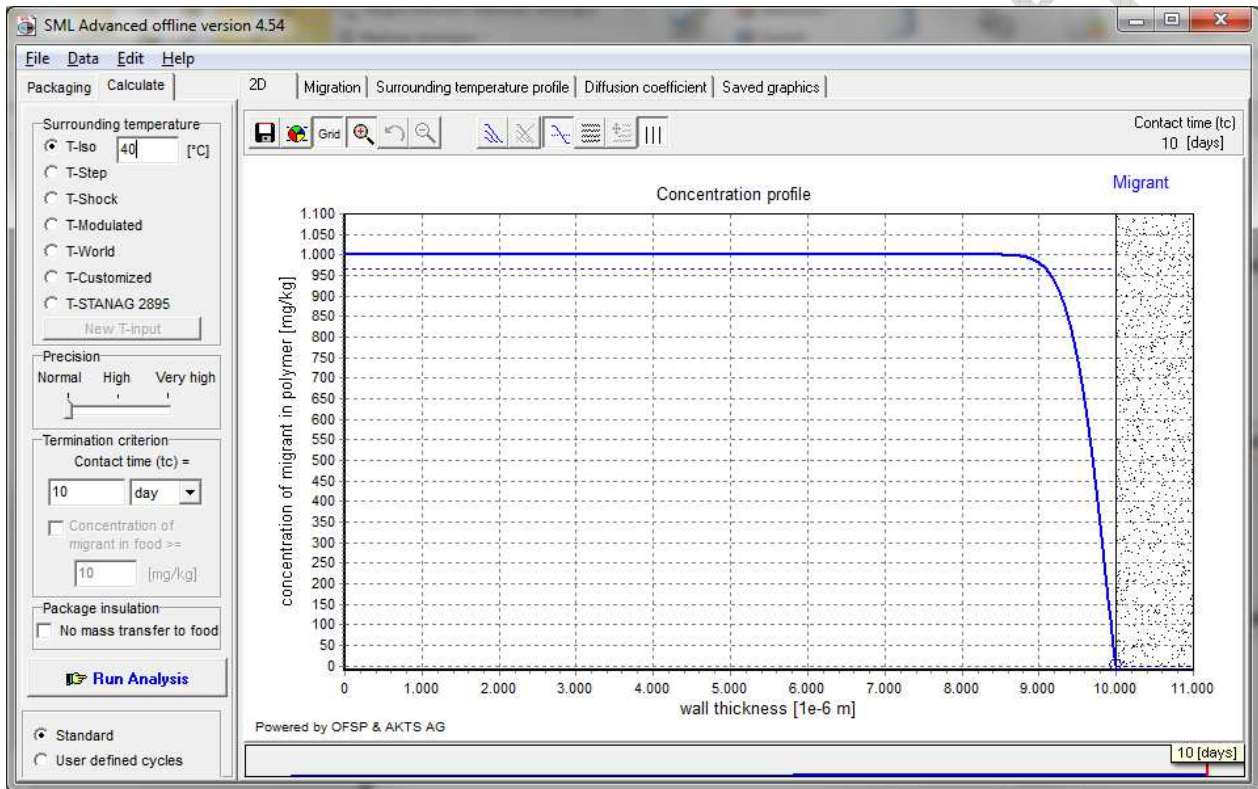 SML Advanced offline version 4.54
File Data Edit Help
Packaging Calculate
2D Migration Surrounding temperature profile Diffusion coefficient Saved graphics
Surrounding temperature
T-Iso 40 [°C]
T-Step
T-Shock
T-Modulated
T-World
T-Customized
T-STANAG 2895
New T-input
Precision
Normal High Very high
Termination criterion
Contact time (tc) =
10 day
Concentration of
migrant in food >=
10 [mg/kg]
Package insulation
No mass transfer to food
Run Analysis
Standard
User defined cycles
Grid
Contact time (tc)
10 [days]
Migrant
Concentration profile
concentration of migrant in polymer [mg/kg]
1.100
1.050
1.000
950
900
850
800
750
700
650
600
550
500
450
400
350
300
250
200
150
100
50
0
0 1.000 2.000 3.000 4.000 5.000 6.000 7.000 8.000 9.000 10.000 11.000
wall thickness [1e-6 m]
Powered by OFSP & AKTS AG
10 [days]